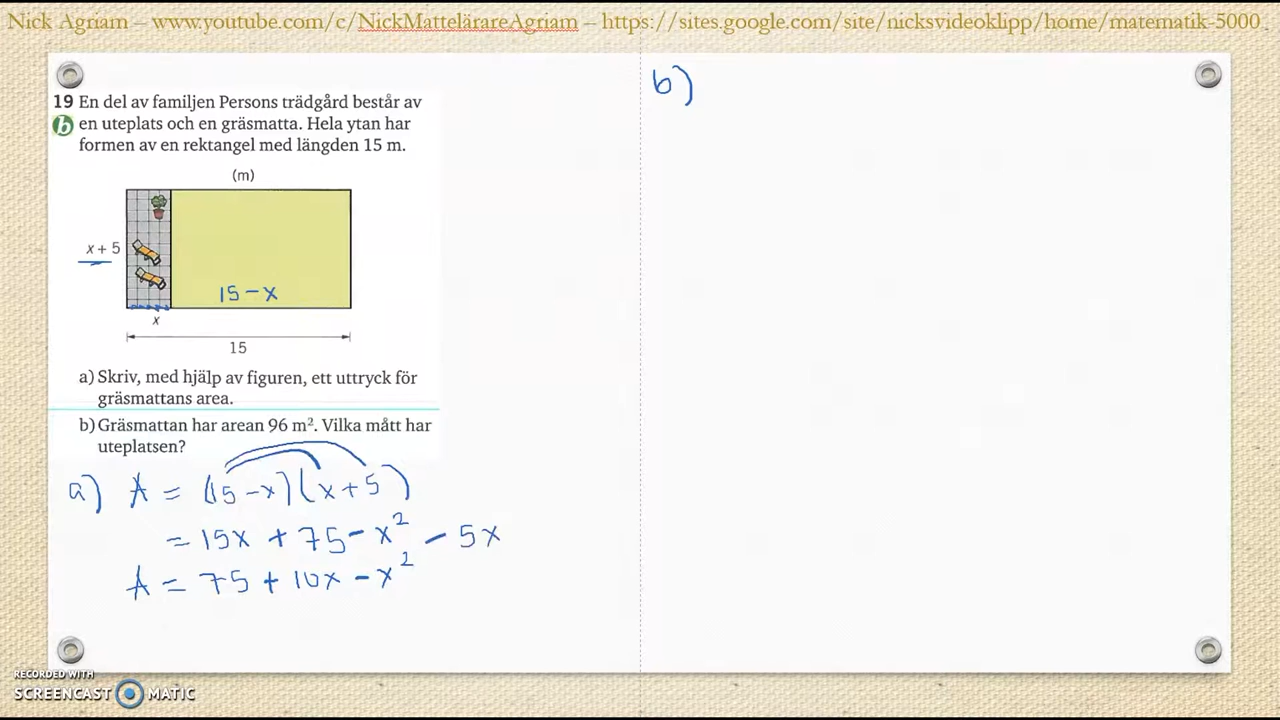 Nick Agriam – www.youtube.com/c/NickMattelärareAgriam – https://sites.google.com/site/nicksvideoklipp/home/matematik-5000
19 En del av familjen Persons trädgård består av
b en uteplats och en gräsmatta. Hela ytan har
formen av en rektangel med längden 15 m.
(m)
x + 5
15 - x
x
15
a) Skriv, med hjälp av figuren, ett uttryck för
gräsmattans area.
b) Gräsmattan har arean 96 m². Vilka mått har
uteplatsen?
a) A = (15 - x)(x + 5)
= 15x + 75 - x² - 5x
A = 75 + 10x - x²
b)
RECORDED WITH
SCREENCAST MATIC